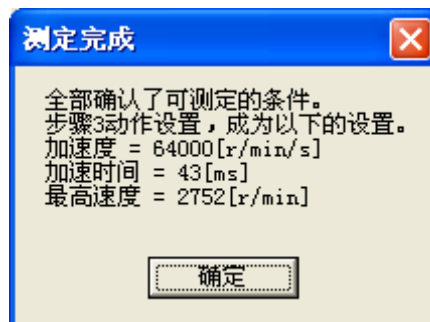 测定完成
全部确认了可测定的条件。
步骤3动作设置，成为以下的设置。
加速度 = 64000[r/min/s]
加速时间 = 43[ms]
最高速度 = 2752[r/min]
确定